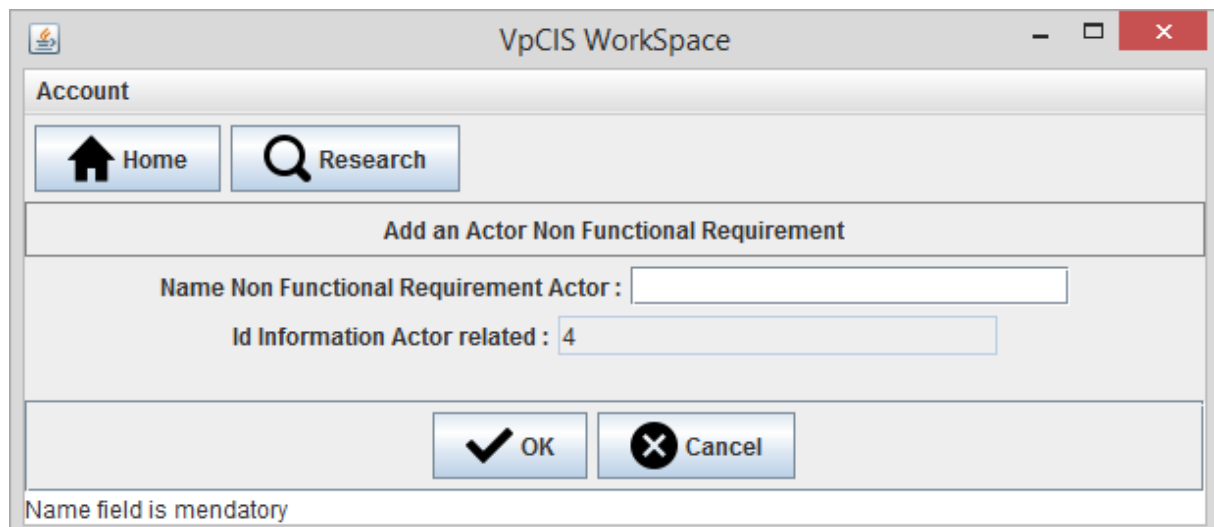 VpCIS WorkSpace
Account
Home Research
Add an Actor Non Functional Requirement
Name Non Functional Requirement Actor :
Id Information Actor related : 4
OK Cancel
Name field is mendatory